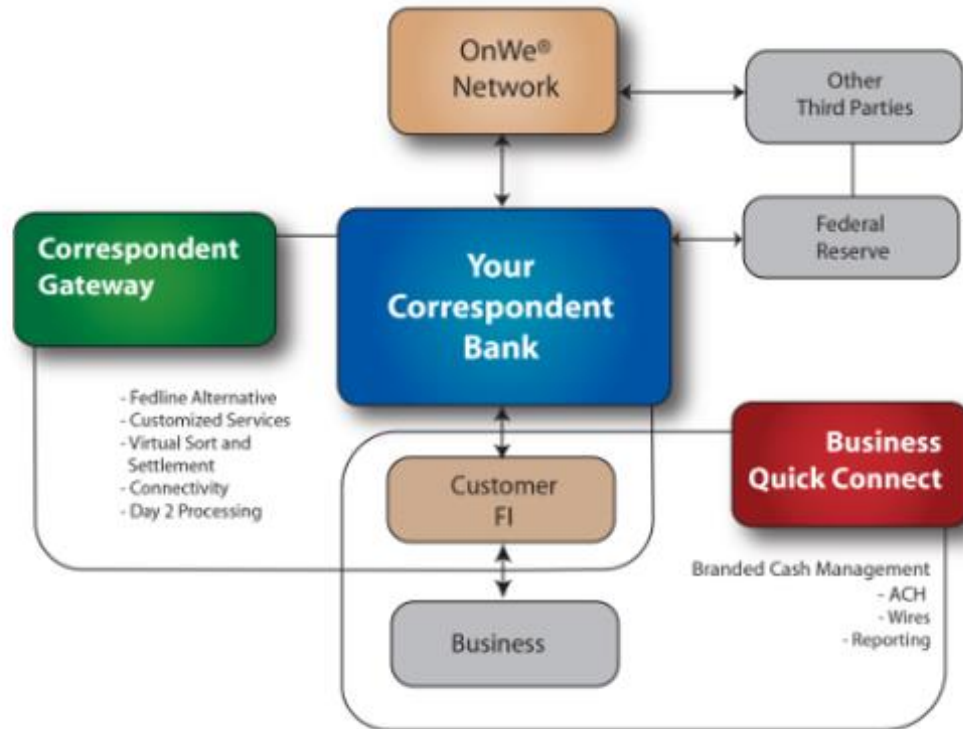 OnWe®
Network
Other
Third Parties
Correspondent
Gateway
Your
Correspondent
Bank
Federal
Reserve
- Fedline Alternative
- Customized Services
- Virtual Sort and
Settlement
- Connectivity
- Day 2 Processing
Customer
FI
Business
Quick Connect
Branded Cash Management
- ACH
- Wires
- Reporting
Business